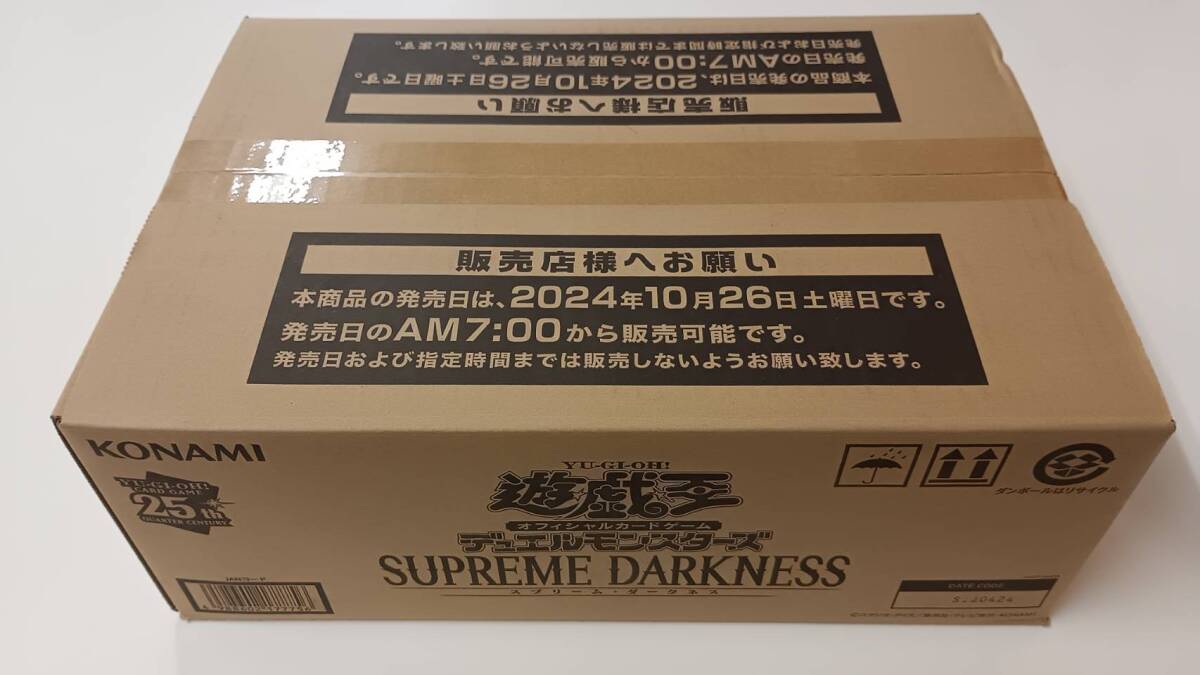 販売店様へお願い
本商品の発売日は、2024年10月26日土曜日です。
発売日のAM7:00から販売可能です。
発売日および指定時間までは販売しないようお願い致します。
販売店様へお願い
本商品の発売日は、2024年10月26日土曜日です。
発売日のAM7:00から販売可能です。
発売日および指定時間までは販売しないようお願い致します。
KONAMI
YU-GI-OH!
CARD GAME
25th
QUARTER CENTURY
YU-GI-OH!
遊戯王
オフィシャルカードゲーム
デュエルモンスターズ
SUPREME DARKNESS
スプリーム・ダークネス
ダンボールはリサイクル
JANコード
DATE CODE